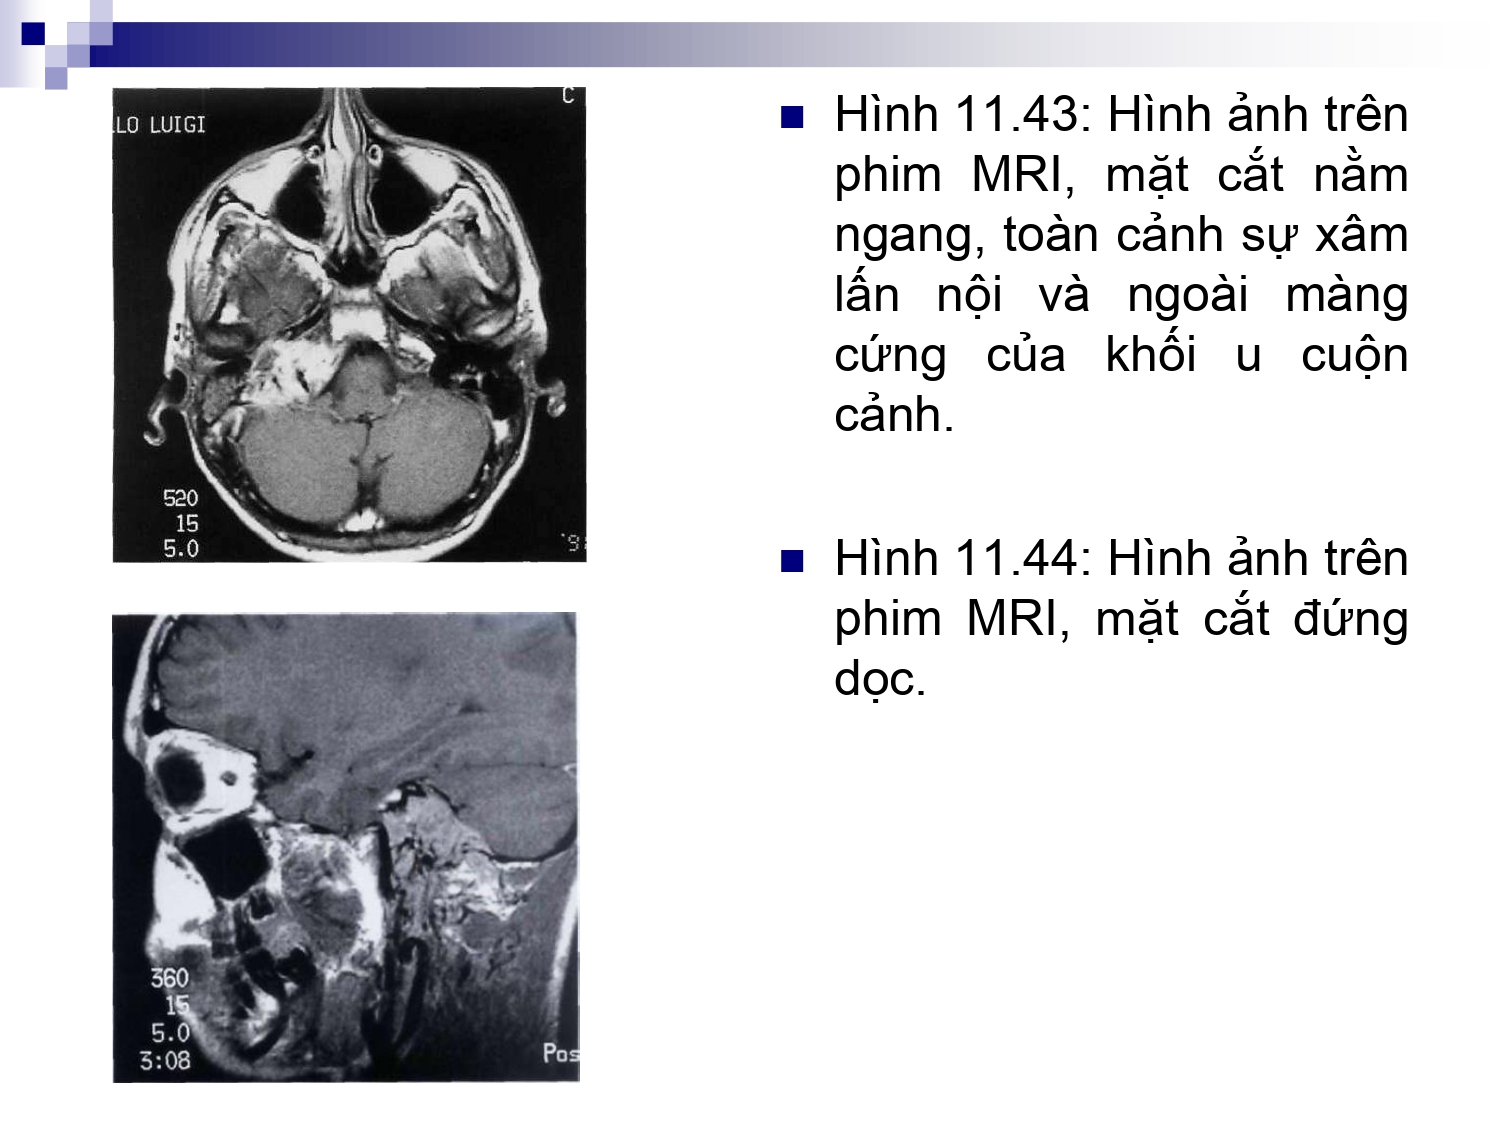 C
LO LUIGI
520
15
5.0
'9
Hình 11.43: Hình ảnh trên
phim MRI, mặt cắt nằm
ngang, toàn cảnh sự xâm
lấn nội và ngoài màng
cứng của khối u cuộn
cảnh.
Hình 11.44: Hình ảnh trên
phim MRI, mặt cắt đứng
dọc.
360
15
5.0
3:08
Pos